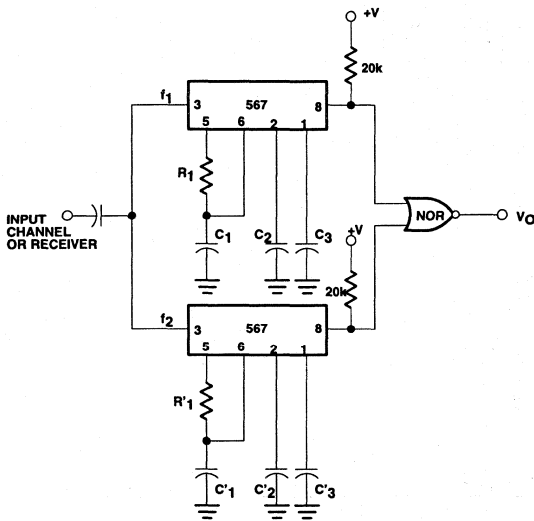 +V
20k
f1
3 567 8
5 6 2 1
R1
C1 C2 C3
INPUT
CHANNEL
OR RECEIVER
NOR
VO
+V
20k
f2
3 567 8
5 6 2 1
R'1
C'1 C'2 C'3